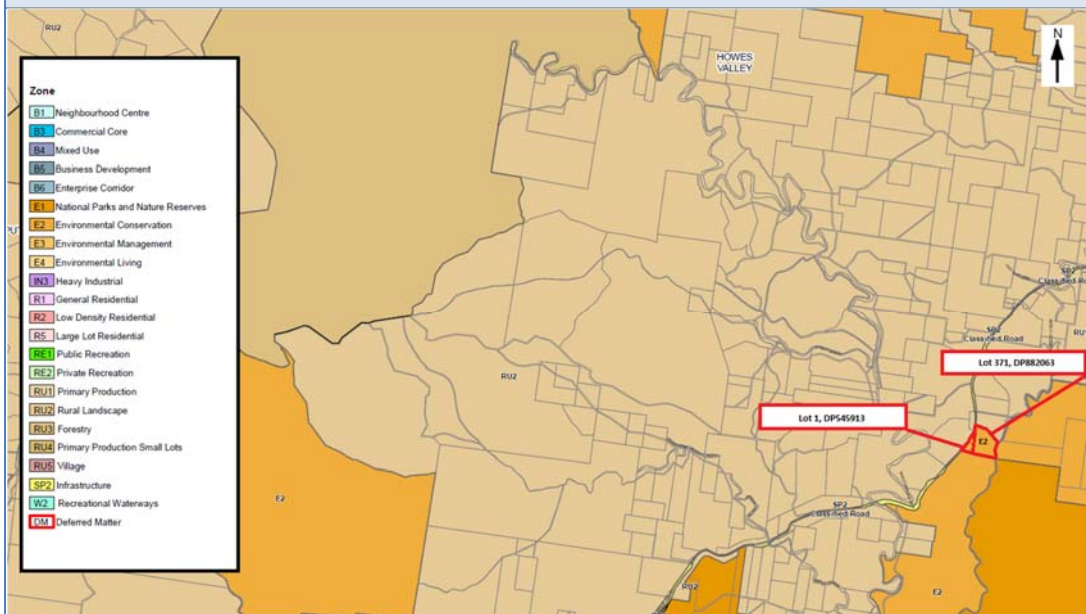 RU2
HOWES
VALLEY
N
Zone
B1 Neighbourhood Centre
B3 Commercial Core
B4 Mixed Use
B5 Business Development
B6 Enterprise Corridor
E1 National Parks and Nature Reserves
E2 Environmental Conservation
E3 Environmental Management
E4 Environmental Living
IN3 Heavy Industrial
R1 General Residential
R2 Low Density Residential
R5 Large Lot Residential
RE1 Public Recreation
RE2 Private Recreation
RU1 Primary Production
RU2 Rural Landscape
RU3 Forestry
RU4 Primary Production Small Lots
RU5 Village
SP2 Infrastructure
W2 Recreational Waterways
DM Deferred Matter
SP2
Classified Road
SP2
Classified Road
Lot 371, DP882063
RU2
Lot 1, DP545913
E2
E2
SP2
Classified Road
RU2
E2